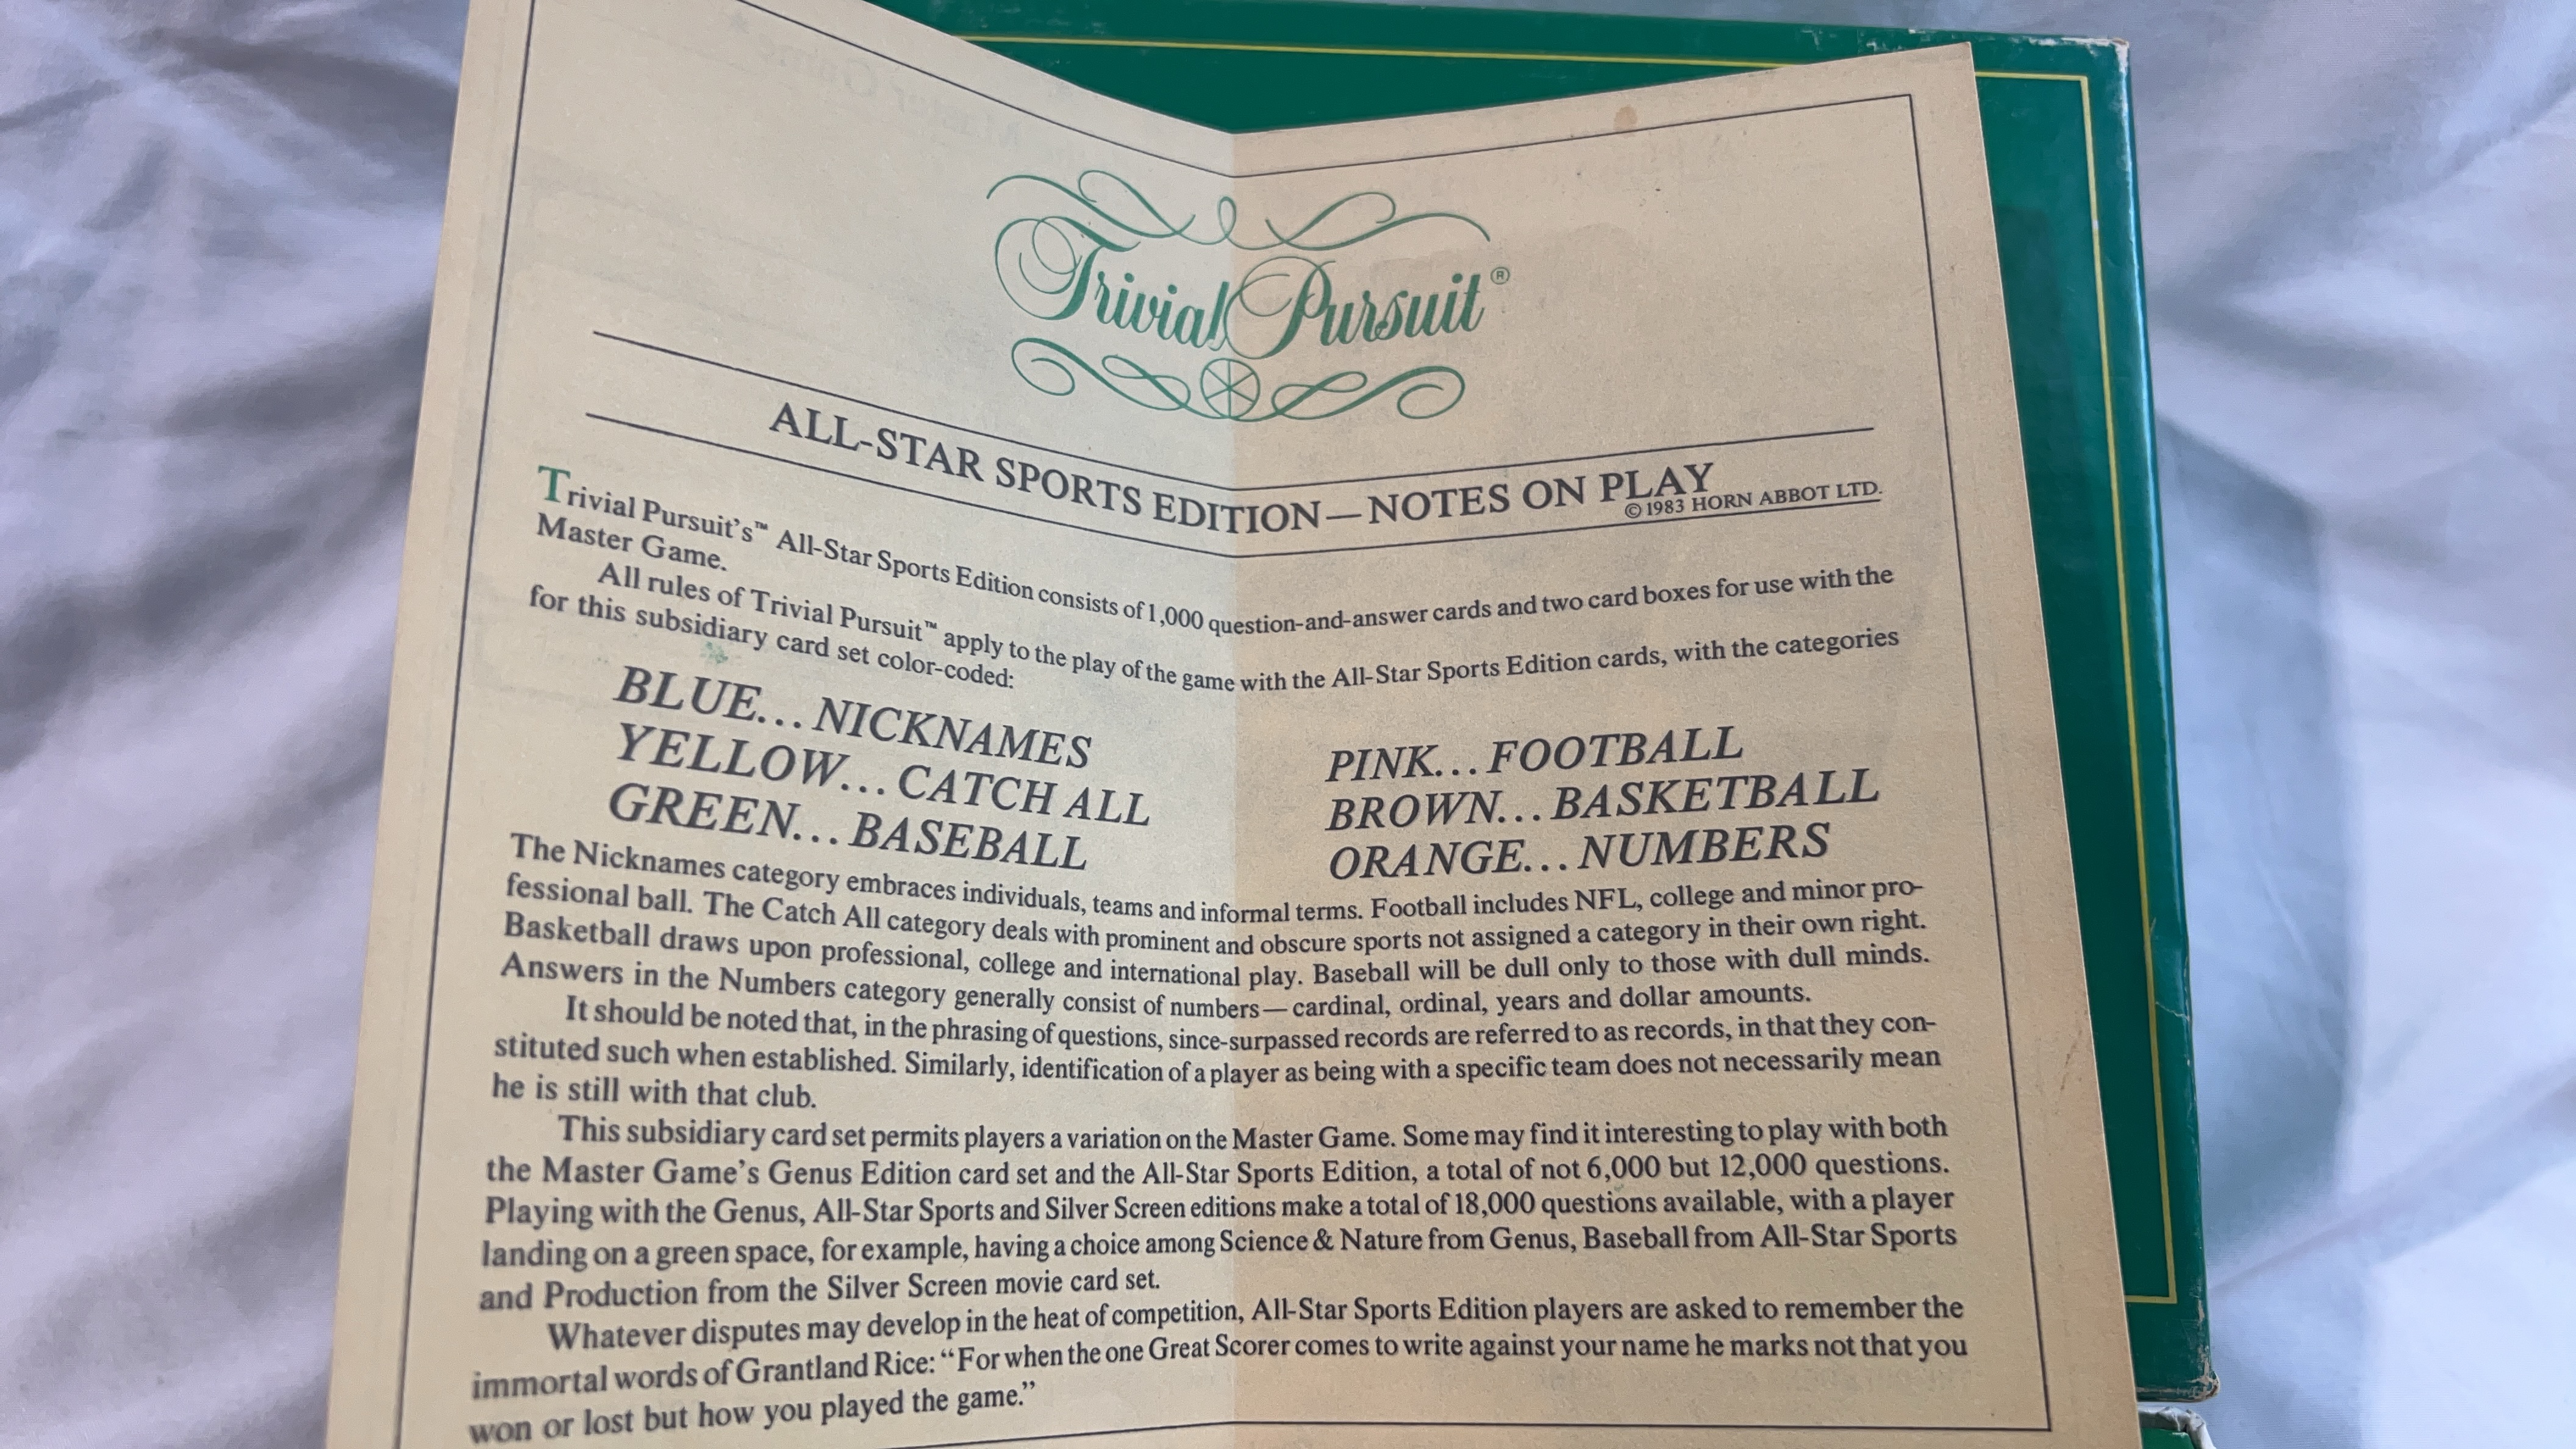 Trivial Pursuit®
ALL-STAR SPORTS EDITION—NOTES ON PLAY
©1983 HORN ABBOT LTD.
Trivial Pursuit's™ All-Star Sports Edition consists of 1,000 question-and-answer cards and two card boxes for use with the
Master Game.
All rules of Trivial Pursuit™ apply to the play of the game with the All-Star Sports Edition cards, with the categories
for this subsidiary card set color-coded:
BLUE... NICKNAMES
YELLOW... CATCH ALL
GREEN... BASEBALL
PINK... FOOTBALL
BROWN... BASKETBALL
ORANGE... NUMBERS
The Nicknames category embraces individuals, teams and informal terms. Football includes NFL, college and minor pro-
fessional ball. The Catch All category deals with prominent and obscure sports not assigned a category in their own right.
Basketball draws upon professional, college and international play. Baseball will be dull only to those with dull minds.
Answers in the Numbers category generally consist of numbers—cardinal, ordinal, years and dollar amounts.
It should be noted that, in the phrasing of questions, since-surpassed records are referred to as records, in that they con-
stituted such when established. Similarly, identification of a player as being with a specific team does not necessarily mean
he is still with that club.
This subsidiary card set permits players a variation on the Master Game. Some may find it interesting to play with both
the Master Game's Genus Edition card set and the All-Star Sports Edition, a total of not 6,000 but 12,000 questions.
Playing with the Genus, All-Star Sports and Silver Screen editions make a total of 18,000 questions available, with a player
landing on a green space, for example, having a choice among Science & Nature from Genus, Baseball from All-Star Sports
and Production from the Silver Screen movie card set.
Whatever disputes may develop in the heat of competition, All-Star Sports Edition players are asked to remember the
immortal words of Grantland Rice: "For when the one Great Scorer comes to write against your name he marks not that you
won or lost but how you played the game."